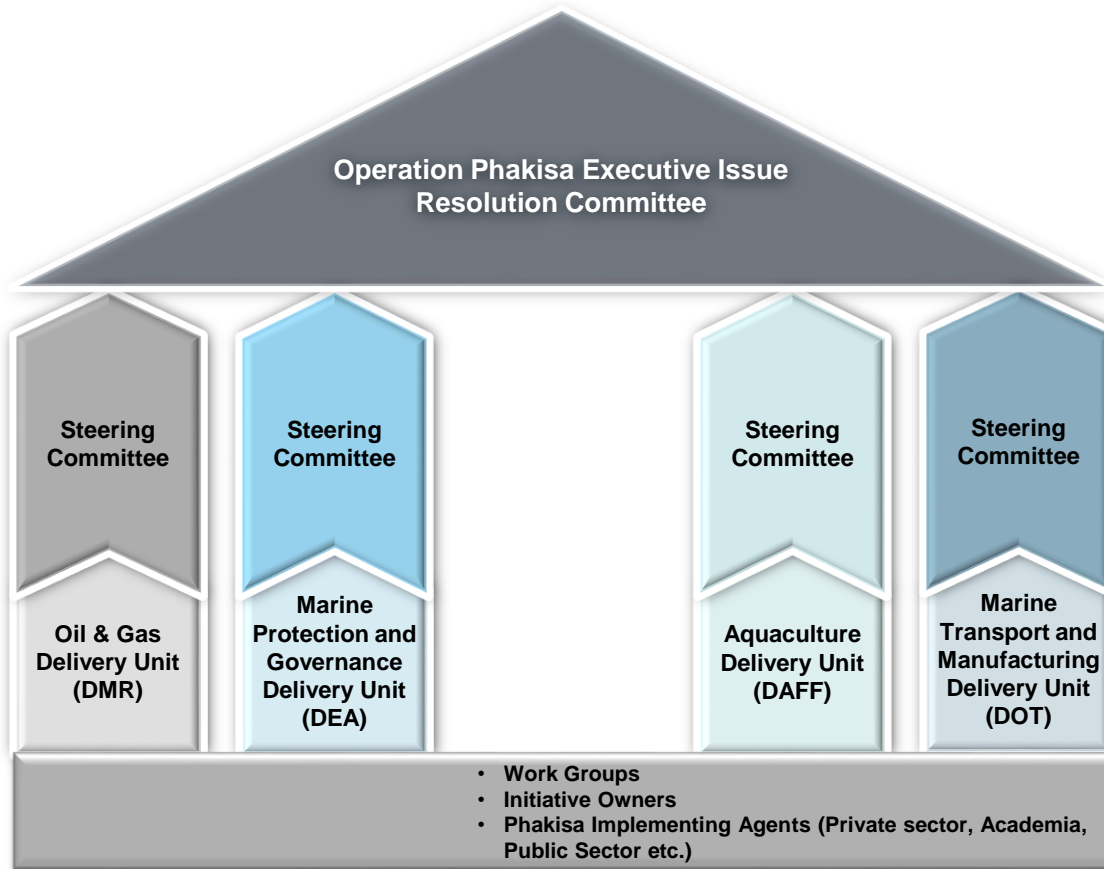 Operation Phakisa Executive Issue
Resolution Committee
Steering
Committee
Steering
Committee
Steering
Committee
Steering
Committee
Oil & Gas
Delivery Unit
(DMR)
Marine
Protection and
Governance
Delivery Unit
(DEA)
Aquaculture
Delivery Unit
(DAFF)
Marine
Transport and
Manufacturing
Delivery Unit
(DOT)
• Work Groups
• Initiative Owners
• Phakisa Implementing Agents (Private sector, Academia,
Public Sector etc.)